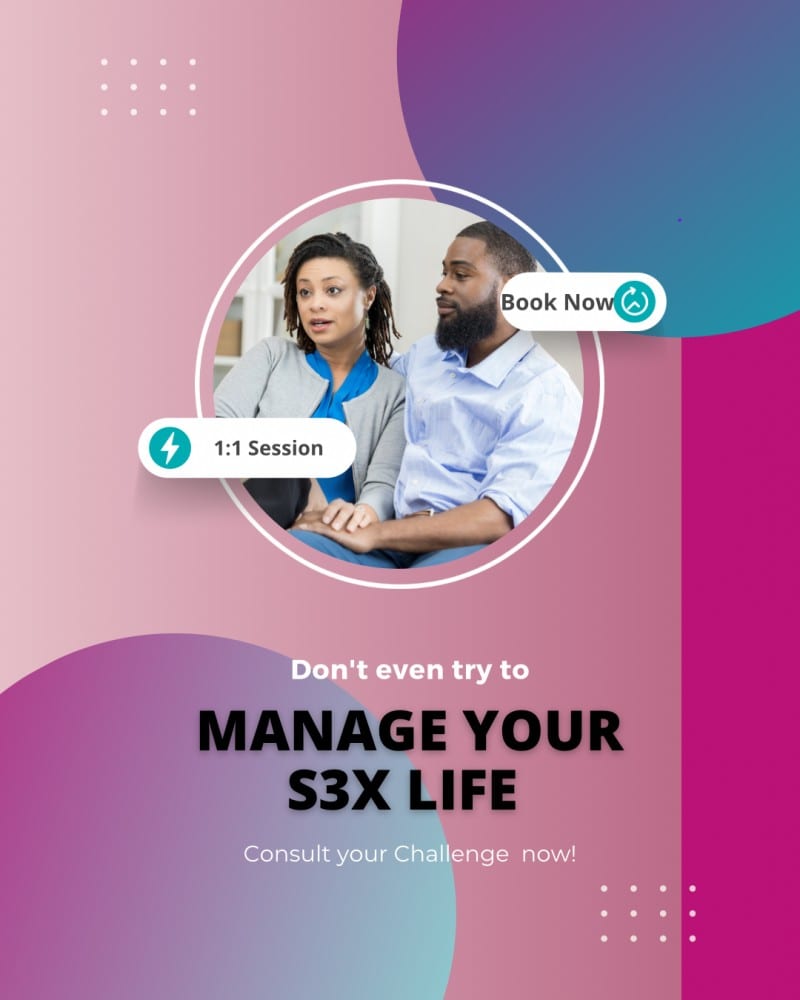 Book Now
1:1 Session
Don't even try to
MANAGE YOUR
S3X LIFE
Consult your Challenge now!